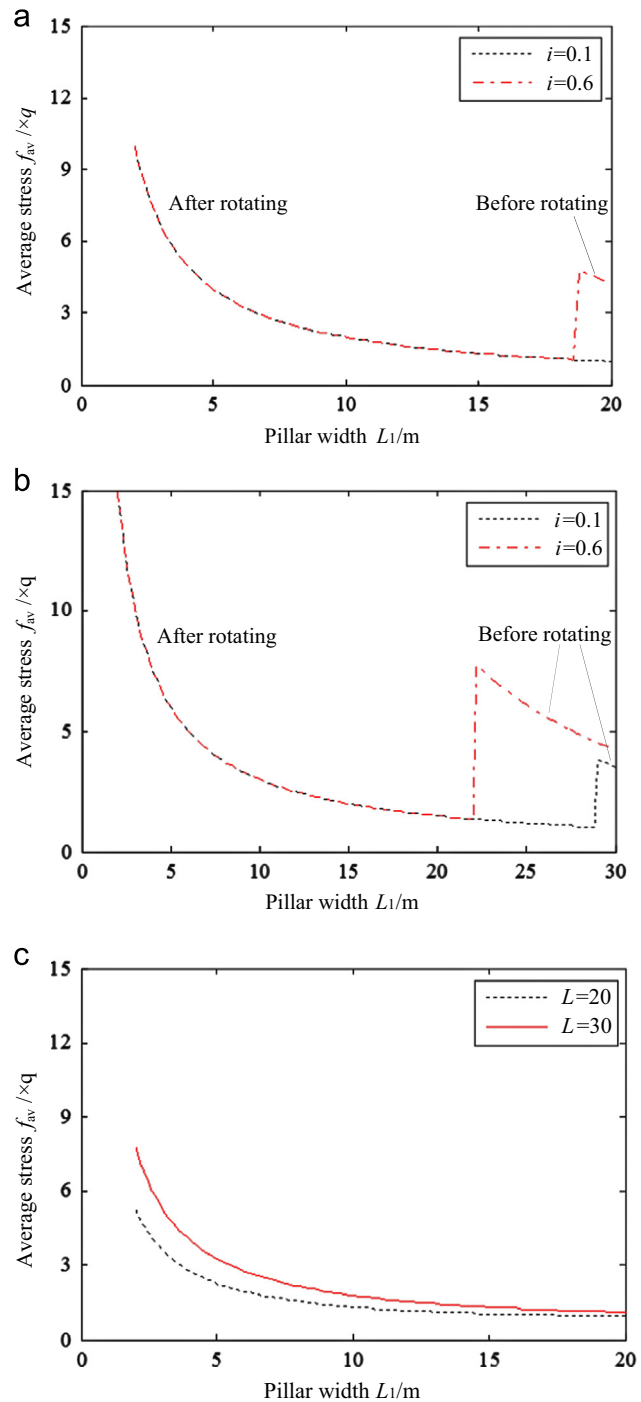 a
15
12
9
6
3
0
Average stress fav /×q
i=0.1
i=0.6
After rotating
Before rotating
0 5 10 15 20
Pillar width L1/m
b
15
10
5
0
Average stress fav /×q
i=0.1
i=0.6
After rotating
Before rotating
0 5 10 15 20 25 30
Pillar width L1/m
c
15
12
9
6
3
0
Average stress fav /×q
L=20
L=30
0 5 10 15 20
Pillar width L1/m